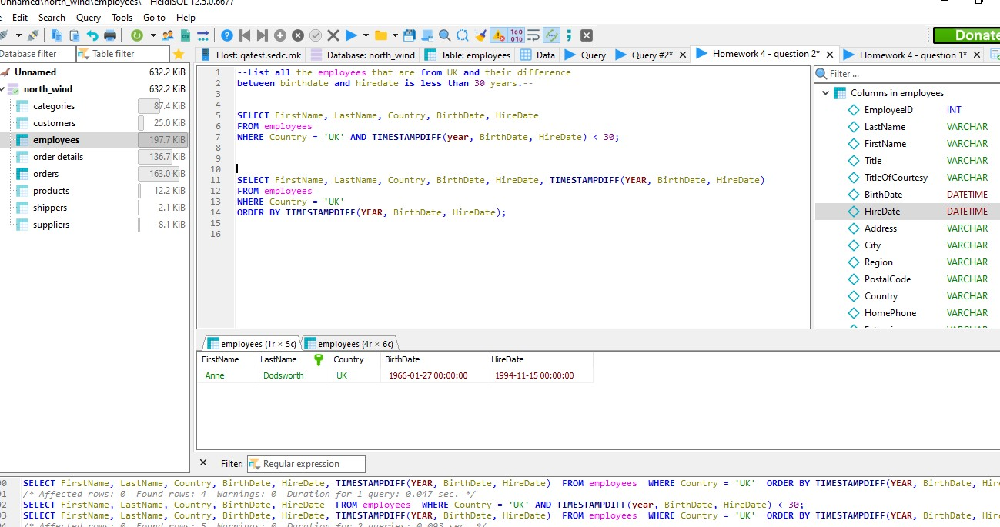 Unnamed\north_wind\employees\ - HeidiSQL 12.5.0.6677
Edit Search Query Tools Go to Help
Donate
Database filter Table filter
Host: qatest.sedc.mk Database: north_wind Table: employees Data Query Query #2* Homework 4 - question 2* Homework 4 - question 1*
Unnamed 632.2 KiB
north_wind 632.2 KiB
categories 87.4 KiB
customers 25.0 KiB
employees 197.7 KiB
order details 136.7 KiB
orders 163.0 KiB
products 12.2 KiB
shippers 2.1 KiB
suppliers 8.1 KiB
1 --List all the employees that are from UK and their difference
2 between birthdate and hiredate is less than 30 years.--
3
4
5 SELECT FirstName, LastName, Country, BirthDate, HireDate
6 FROM employees
7 WHERE Country = 'UK' AND TIMESTAMPDIFF(year, BirthDate, HireDate) < 30;
8
9
10
11 SELECT FirstName, LastName, Country, BirthDate, HireDate, TIMESTAMPDIFF(YEAR, BirthDate, HireDate)
12 FROM employees
13 WHERE Country = 'UK'
14 ORDER BY TIMESTAMPDIFF(YEAR, BirthDate, HireDate);
15
16
Filter ...
Columns in employees
EmployeeID INT
LastName VARCHAR
FirstName VARCHAR
Title VARCHAR
TitleOfCourtesy VARCHAR
BirthDate DATETIME
HireDate DATETIME
Address VARCHAR
City VARCHAR
Region VARCHAR
PostalCode VARCHAR
Country VARCHAR
HomePhone VARCHAR
employees (1r × 5c) employees (4r × 6c)
FirstName LastName Country BirthDate HireDate
Anne Dodsworth UK 1966-01-27 00:00:00 1994-11-15 00:00:00
Filter: Regular expression
SELECT FirstName, LastName, Country, BirthDate, HireDate, TIMESTAMPDIFF(YEAR, BirthDate, HireDate) FROM employees WHERE Country = 'UK' ORDER BY TIMESTAMPDIFF(YEAR, BirthDate, Hire
/* Affected rows: 0 Found rows: 4 Warnings: 0 Duration for 1 query: 0.047 sec. */
SELECT FirstName, LastName, Country, BirthDate, HireDate FROM employees WHERE Country = 'UK' AND TIMESTAMPDIFF(year, BirthDate, HireDate) < 30;
SELECT FirstName, LastName, Country, BirthDate, HireDate, TIMESTAMPDIFF(YEAR, BirthDate, HireDate) FROM employees WHERE Country = 'UK' ORDER BY TIMESTAMPDIFF(YEAR, BirthDate, Hire
/* Affected rows: 0 Found rows: 5 Warnings: 0 Duration for 2 queries: 0.093 sec. */